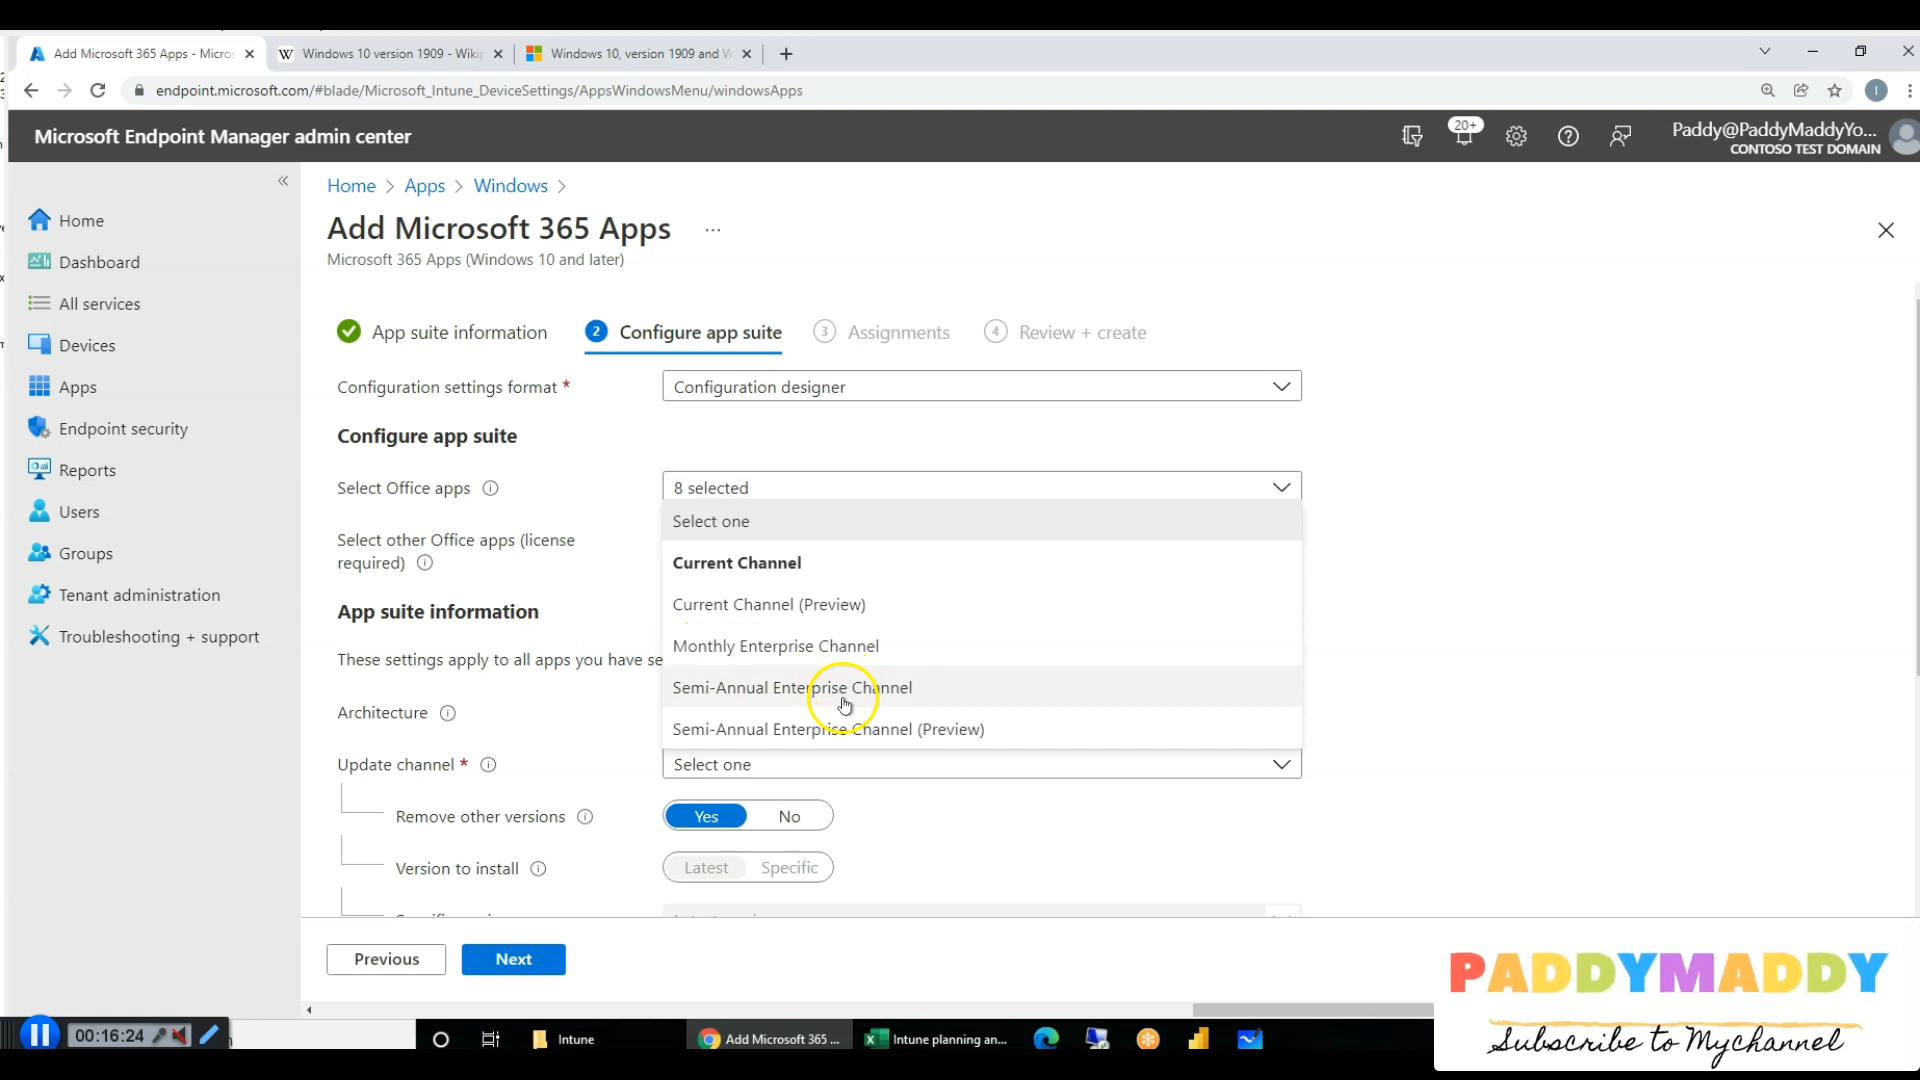 Add Microsoft 365 Apps - Micros
Windows 10 version 1909 - Wiki
Windows 10, version 1909 and W
endpoint.microsoft.com/#blade/Microsoft_Intune_DeviceSettings/AppsWindowsMenu/windowsApps
Microsoft Endpoint Manager admin center
20+
Paddy@PaddyMaddyYo...
CONTOSO TEST DOMAIN
Home
Dashboard
All services
Devices
Apps
Endpoint security
Reports
Users
Groups
Tenant administration
Troubleshooting + support
Home > Apps > Windows >
Add Microsoft 365 Apps ...
Microsoft 365 Apps (Windows 10 and later)
App suite information
2 Configure app suite
3 Assignments
4 Review + create
Configuration settings format *
Configuration designer
Configure app suite
Select Office apps
8 selected
Select one
Current Channel
Current Channel (Preview)
Monthly Enterprise Channel
Semi-Annual Enterprise Channel
Semi-Annual Enterprise Channel (Preview)
Select other Office apps (license
required)
App suite information
These settings apply to all apps you have se
Architecture
Update channel *
Select one
Remove other versions
Yes No
Version to install
Latest Specific
Previous
Next
PADDYMADDY
Subscribe to Mychannel
00:16:24
Intune
Add Microsoft 365 ...
Intune planning an...